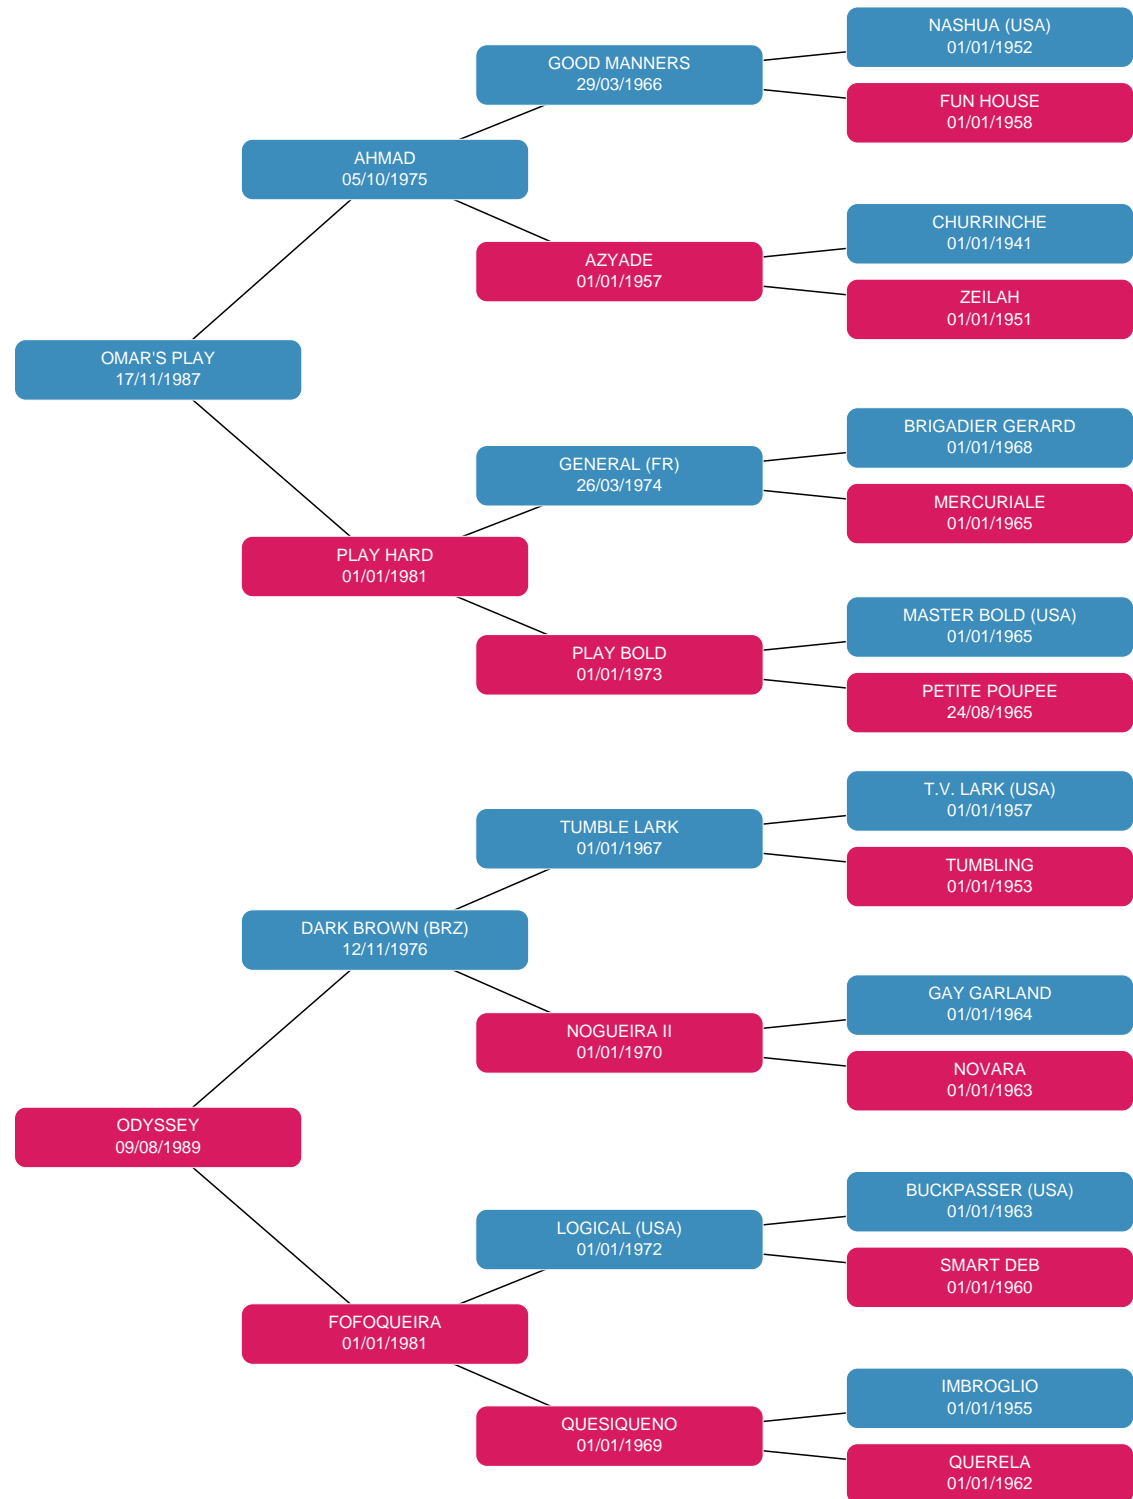 NASHUA (USA)
01/01/1952
GOOD MANNERS
29/03/1966
FUN HOUSE
01/01/1958
AHMAD
05/10/1975
CHURRINCHE
01/01/1941
AZYADE
01/01/1957
ZEILAH
01/01/1951
OMAR'S PLAY
17/11/1987
BRIGADIER GERARD
01/01/1968
GENERAL (FR)
26/03/1974
MERCURIALE
01/01/1965
PLAY HARD
01/01/1981
MASTER BOLD (USA)
01/01/1965
PLAY BOLD
01/01/1973
PETITE POUPEE
24/08/1965
T.V. LARK (USA)
01/01/1957
TUMBLE LARK
01/01/1967
TUMBLING
01/01/1953
DARK BROWN (BRZ)
12/11/1976
GAY GARLAND
01/01/1964
NOGUEIRA II
01/01/1970
NOVARA
01/01/1963
ODYSSEY
09/08/1989
BUCKPASSER (USA)
01/01/1963
LOGICAL (USA)
01/01/1972
SMART DEB
01/01/1960
FOFOQUEIRA
01/01/1981
IMBROGLIO
01/01/1955
QUESIQUENO
01/01/1969
QUERELA
01/01/1962